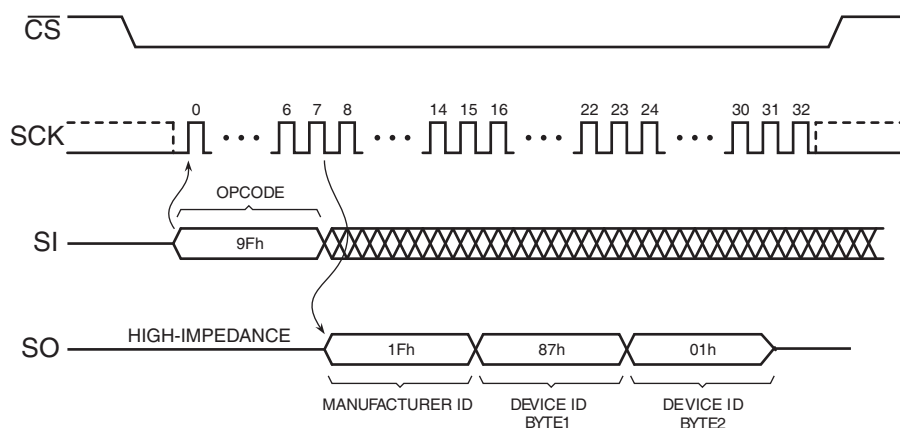 CS
0 6 7 8 14 15 16 22 23 24 30 31 32
SCK
OPCODE
SI
9Fh
HIGH-IMPEDANCE
SO
1Fh 87h 01h
MANUFACTURER ID DEVICE ID DEVICE ID
BYTE1 BYTE2